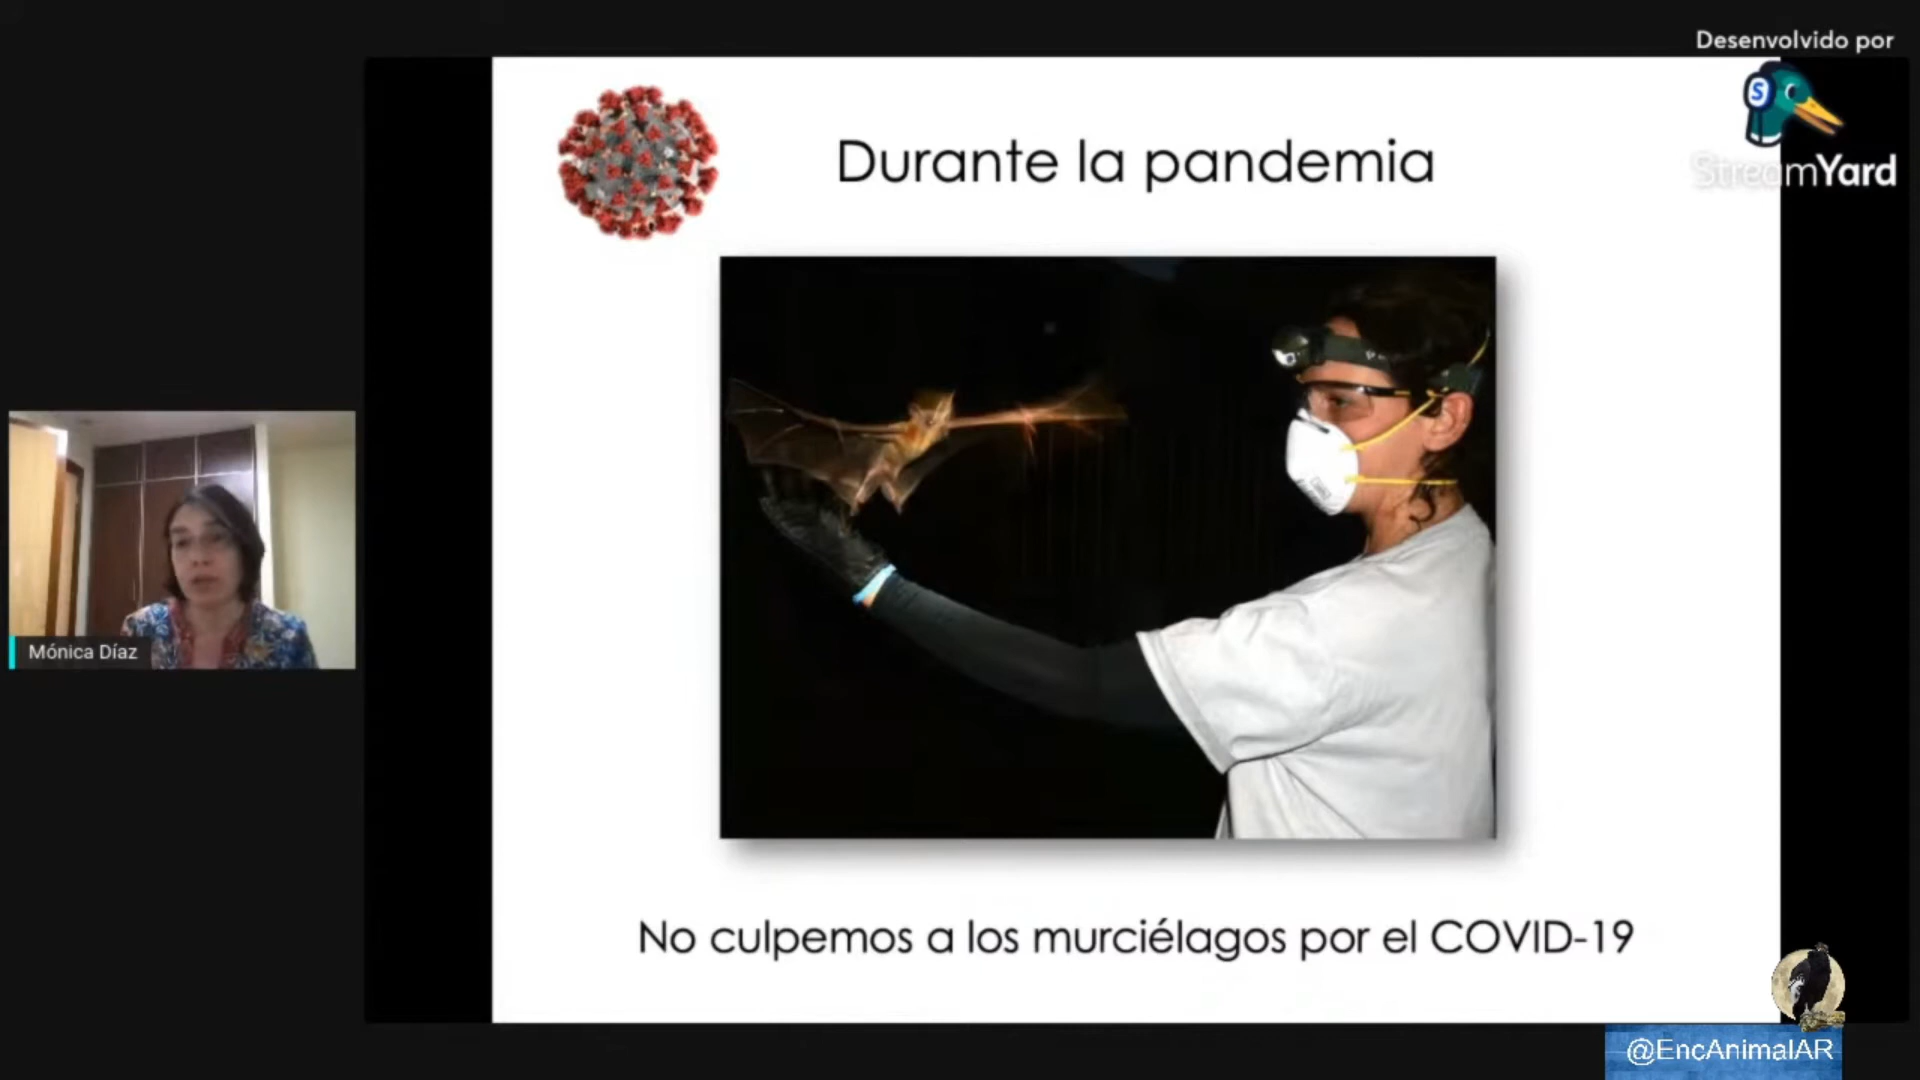 Desenvolvido por
StreamYard
Durante la pandemia
Mónica Díaz
No culpemos a los murciélagos por el COVID-19
@EncAnimalAR